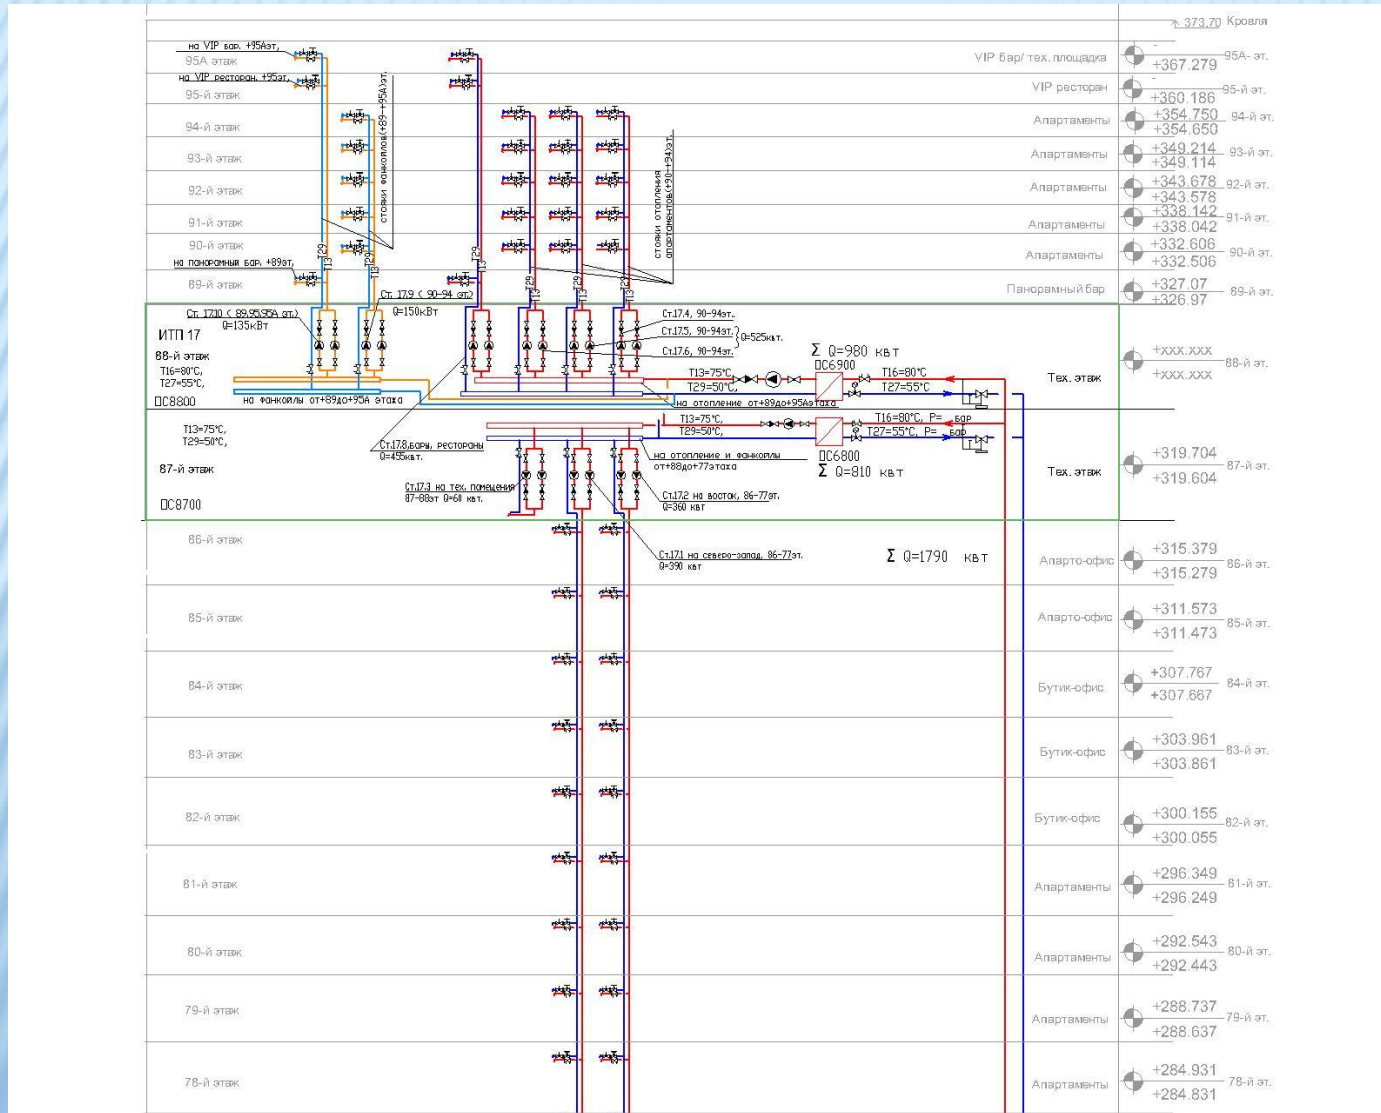 373,70 Кровля
на VIP бар. +95Аэт,
95А этаж
VIP бар/ тех. площадка
+367.279
95А- эт.
на VIP ресторан, +95эт,
95-й этаж
VIP ресторан
+360.186
95-й эт.
94-й этаж
Апартаменты
+354.750
+354.650
94-й эт.
93-й этаж
Апартаменты
+349.214
+349.114
93-й эт.
92-й этаж
Апартаменты
+343.678
+343.578
92-й эт.
91-й этаж
Апартаменты
+338.142
+338.042
91-й эт.
90-й этаж
Апартаменты
+332.606
+332.506
90-й эт.
на панорамный бар. +89эт,
89-й этаж
Панорамный бар
+327.07
+326.97
89-й эт.
стояки фанкойлов(+89-+95А)эт.
стояки отопления
апартаментов(+90-+94)эт.
T29
T13
T29
T13
T29
T13
T29
T13
T29
T13
Ст. 17.9 ( 90-94 эт.)
Q=150кВт
Ст. 17.10 ( 89,95,95А эт.)
Q=135кВт
ИТП 17
88-й этаж
T16=80°С,
T27=55°С,
ПС8800
на фанкойлы от+89до+95А этажа
Ст.17.4, 90-94эт.
Ст.17.5, 90-94эт.
Ст.17.6, 90-94эт.
Q=525квт.
Σ Q=980 квт
ПС6900
T13=75°С,
T29=50°С,
T16=80°С
T27=55°С
на отопление от+89до+95Аэтажа
Тех. этаж
+ххх.ххх
+ххх.ххх
88-й эт.
T13=75°С,
T29=50°С,
87-й этаж
ПС8700
Ст.17.8,бары, рестораны
Q=455квт.
T13=75°С,
T29=50°С,
T16=80°С, P= бар
T27=55°С, P= бар
на отопление и фанкойлы
от+88до+77этажа
ПС6800
Σ Q=810 квт
Ст.17.3 на тех. помещения
87-88эт Q=60 квт.
Ст.17.2 на восток, 86-77эт.
Q=360 квт
Тех. этаж
+319.704
+319.604
87-й эт.
Ст.17.1 на северо-запад, 86-77эт.
Q=390 квт
Σ Q=1790 квт
86-й этаж
Апарто-офис
+315.379
+315.279
86-й эт.
85-й этаж
Апарто-офис
+311.573
+311.473
85-й эт.
84-й этаж
Бутик-офис
+307.767
+307.667
84-й эт.
83-й этаж
Бутик-офис
+303.961
+303.861
83-й эт.
82-й этаж
Бутик-офис
+300.155
+300.055
82-й эт.
81-й этаж
Апартаменты
+296.349
+296.249
81-й эт.
80-й этаж
Апартаменты
+292.543
+292.443
80-й эт.
79-й этаж
Апартаменты
+288.737
+288.637
79-й эт.
78-й этаж
Апартаменты
+284.931
+284.831
78-й эт.